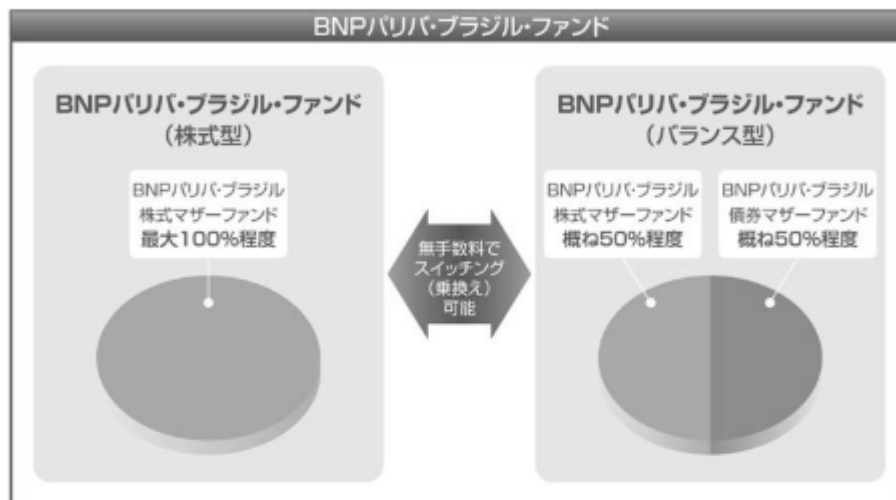 BNPパリバ・ブラジル・ファンド
BNPパリバ・ブラジル・ファンド
（株式型）
BNPパリバ・ブラジル
株式マザーファンド
最大100%程度
無手数料で
スイッチング
（乗換え）
可能
BNPパリバ・ブラジル・ファンド
（バランス型）
BNPパリバ・ブラジル
株式マザーファンド
概ね50%程度
BNPパリバ・ブラジル
債券マザーファンド
概ね50%程度